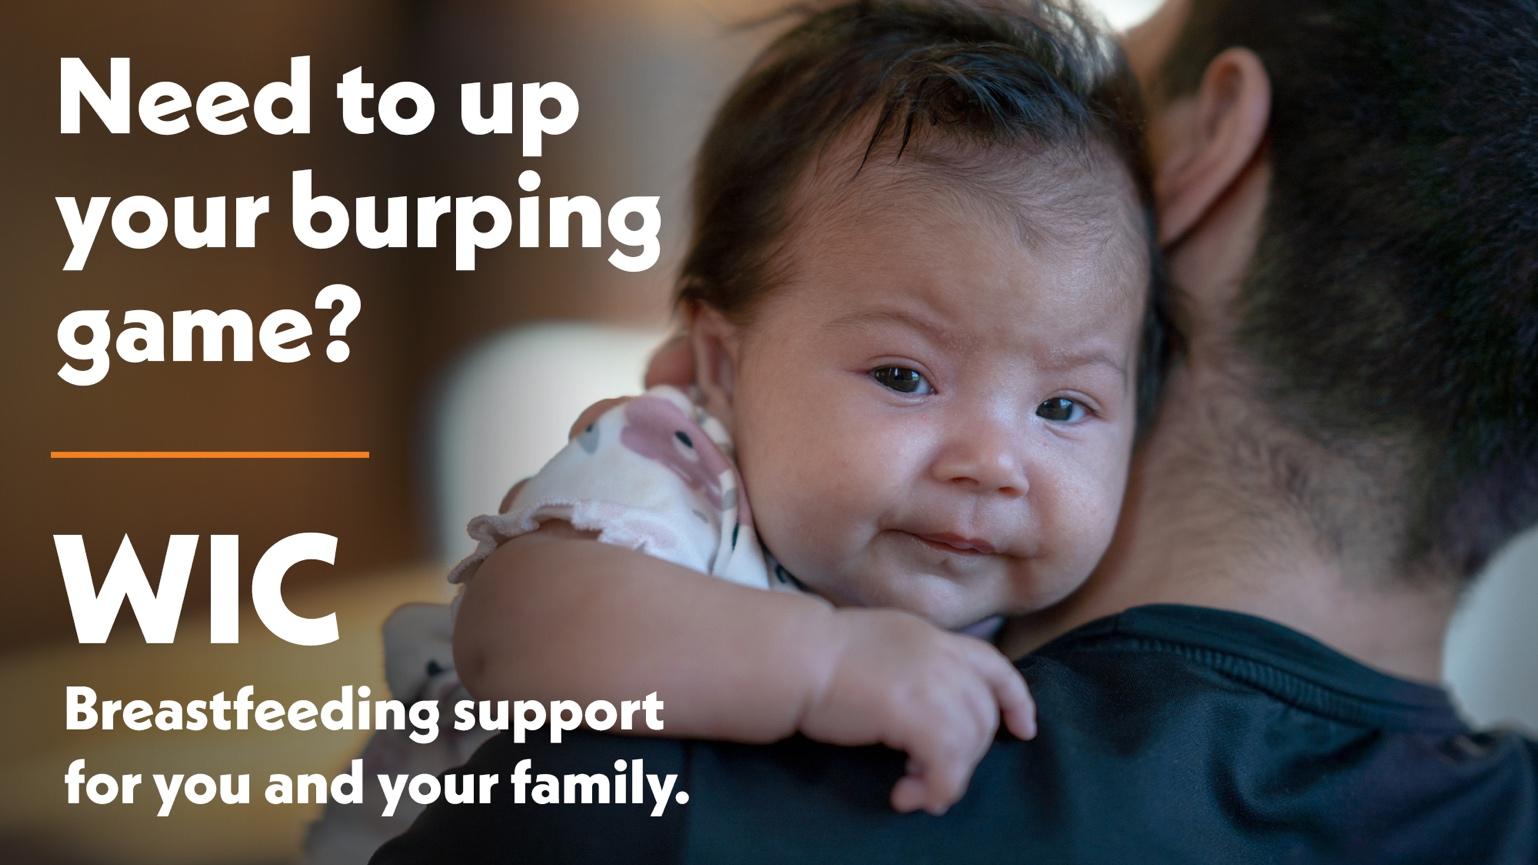 Need to up
your burping
game?
WIC
Breastfeeding support
for you and your family.